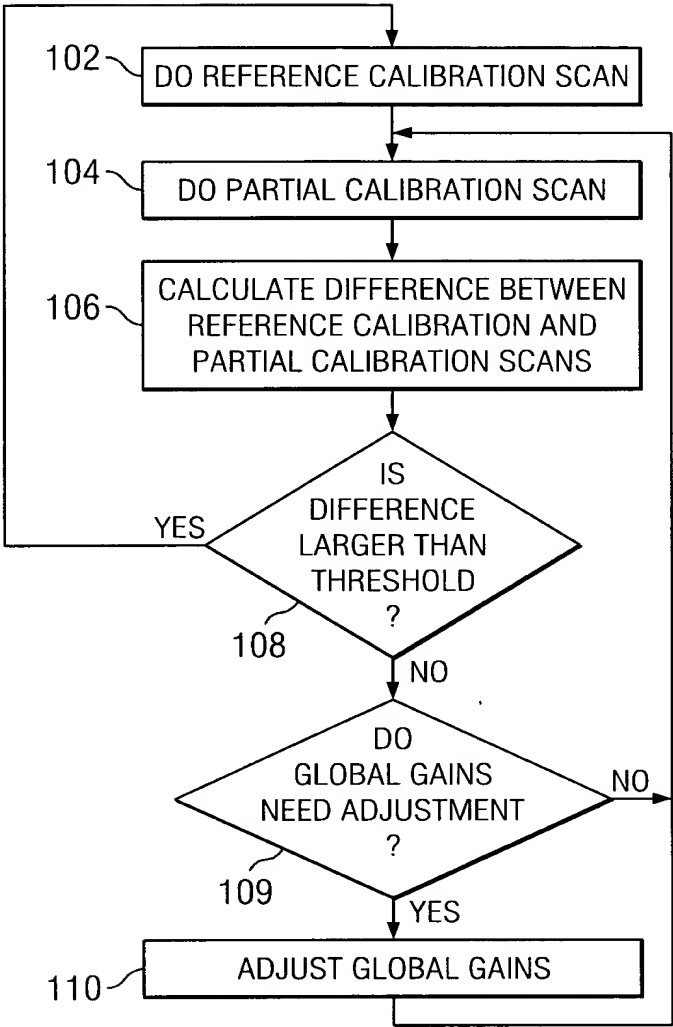 102
DO REFERENCE CALIBRATION SCAN
104
DO PARTIAL CALIBRATION SCAN
106
CALCULATE DIFFERENCE BETWEEN
REFERENCE CALIBRATION AND
PARTIAL CALIBRATION SCANS
IS
DIFFERENCE
LARGER THAN
THRESHOLD
?
YES
108
NO
DO
GLOBAL GAINS
NEED ADJUSTMENT
?
NO
109
YES
110
ADJUST GLOBAL GAINS